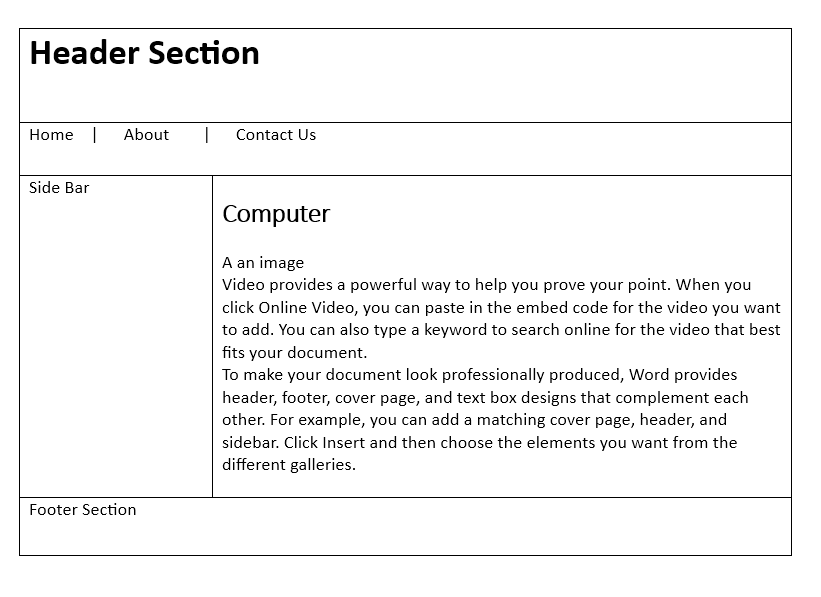 Header Section
Home | About | Contact Us
Side Bar
Computer
A an image
Video provides a powerful way to help you prove your point. When you
click Online Video, you can paste in the embed code for the video you want
to add. You can also type a keyword to search online for the video that best
fits your document.
To make your document look professionally produced, Word provides
header, footer, cover page, and text box designs that complement each
other. For example, you can add a matching cover page, header, and
sidebar. Click Insert and then choose the elements you want from the
different galleries.
Footer Section